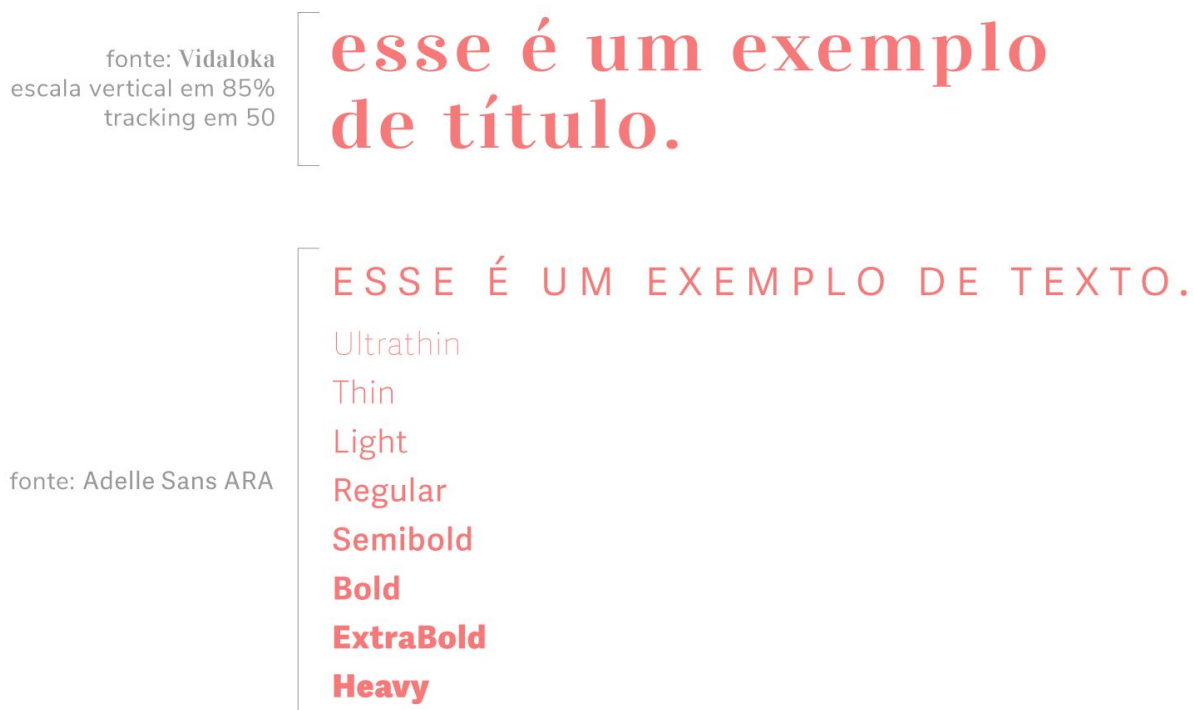 fonte: Vidaloka
escala vertical em 85%
tracking em 50
esse é um exemplo
de título.
fonte: Adelle Sans ARA
ESSE É UM EXEMPLO DE TEXTO.
Ultrathin
Thin
Light
Regular
Semibold
Bold
ExtraBold
Heavy